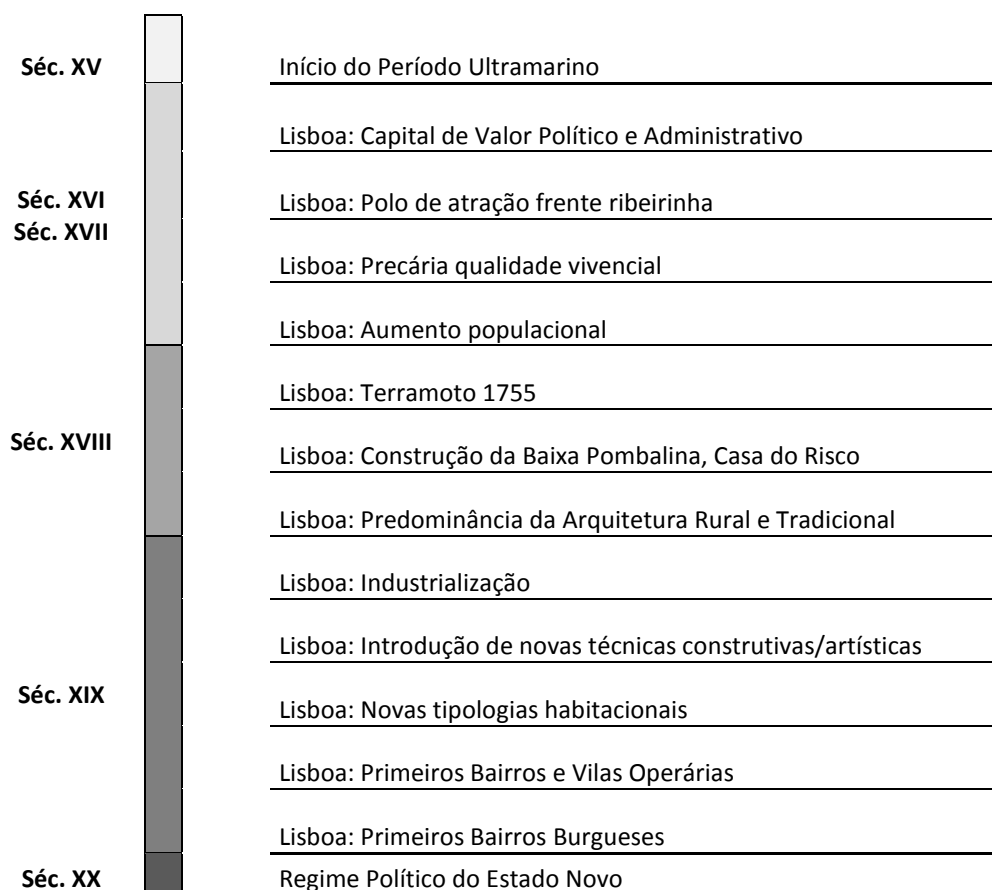 Séc. XV
Início do Período Ultramarino
Lisboa: Capital de Valor Político e Administrativo
Séc. XVI
Séc. XVII
Lisboa: Polo de atração frente ribeirinha
Lisboa: Precária qualidade vivencial
Lisboa: Aumento populacional
Lisboa: Terramoto 1755
Séc. XVIII
Lisboa: Construção da Baixa Pombalina, Casa do Risco
Lisboa: Predominância da Arquitetura Rural e Tradicional
Lisboa: Industrialização
Lisboa: Introdução de novas técnicas construtivas/artísticas
Séc. XIX
Lisboa: Novas tipologias habitacionais
Lisboa: Primeiros Bairros e Vilas Operárias
Lisboa: Primeiros Bairros Burgueses
Séc. XX
Regime Político do Estado Novo